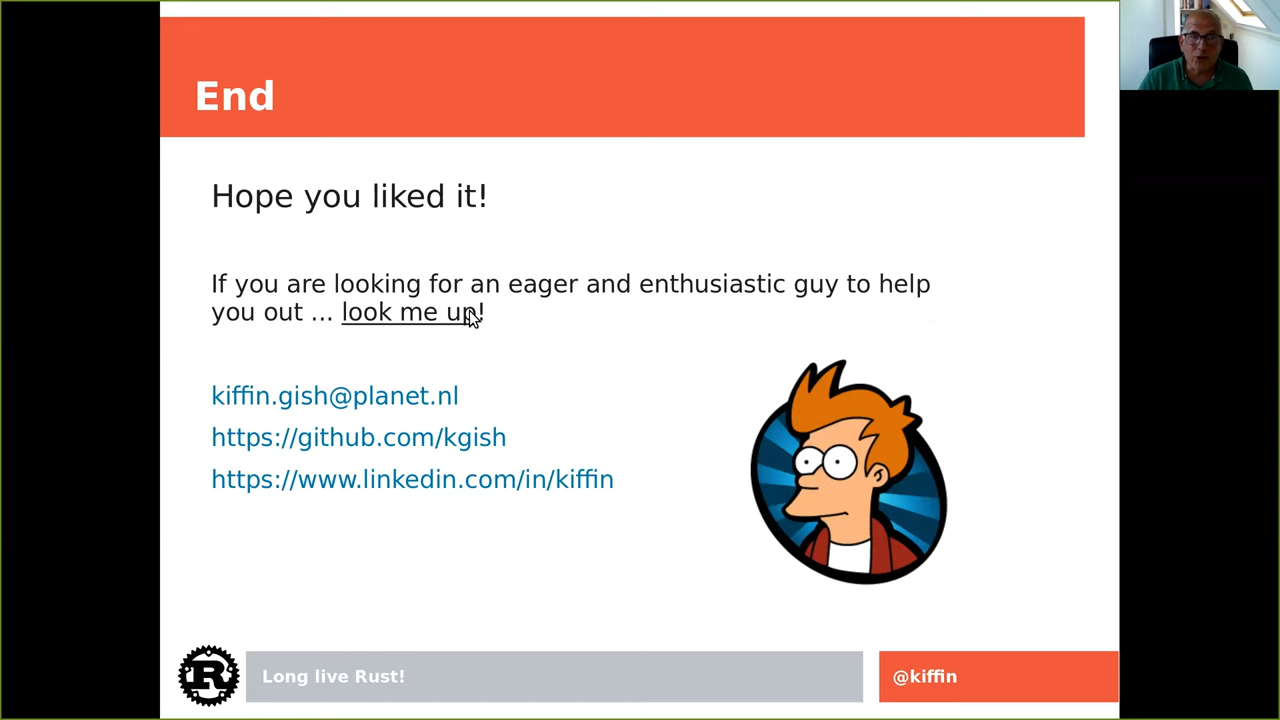 End
Hope you liked it!
If you are looking for an eager and enthusiastic guy to help
you out ... look me up!
kiffin.gish@planet.nl
https://github.com/kgish
https://www.linkedin.com/in/kiffin
R
Long live Rust!
@kiffin